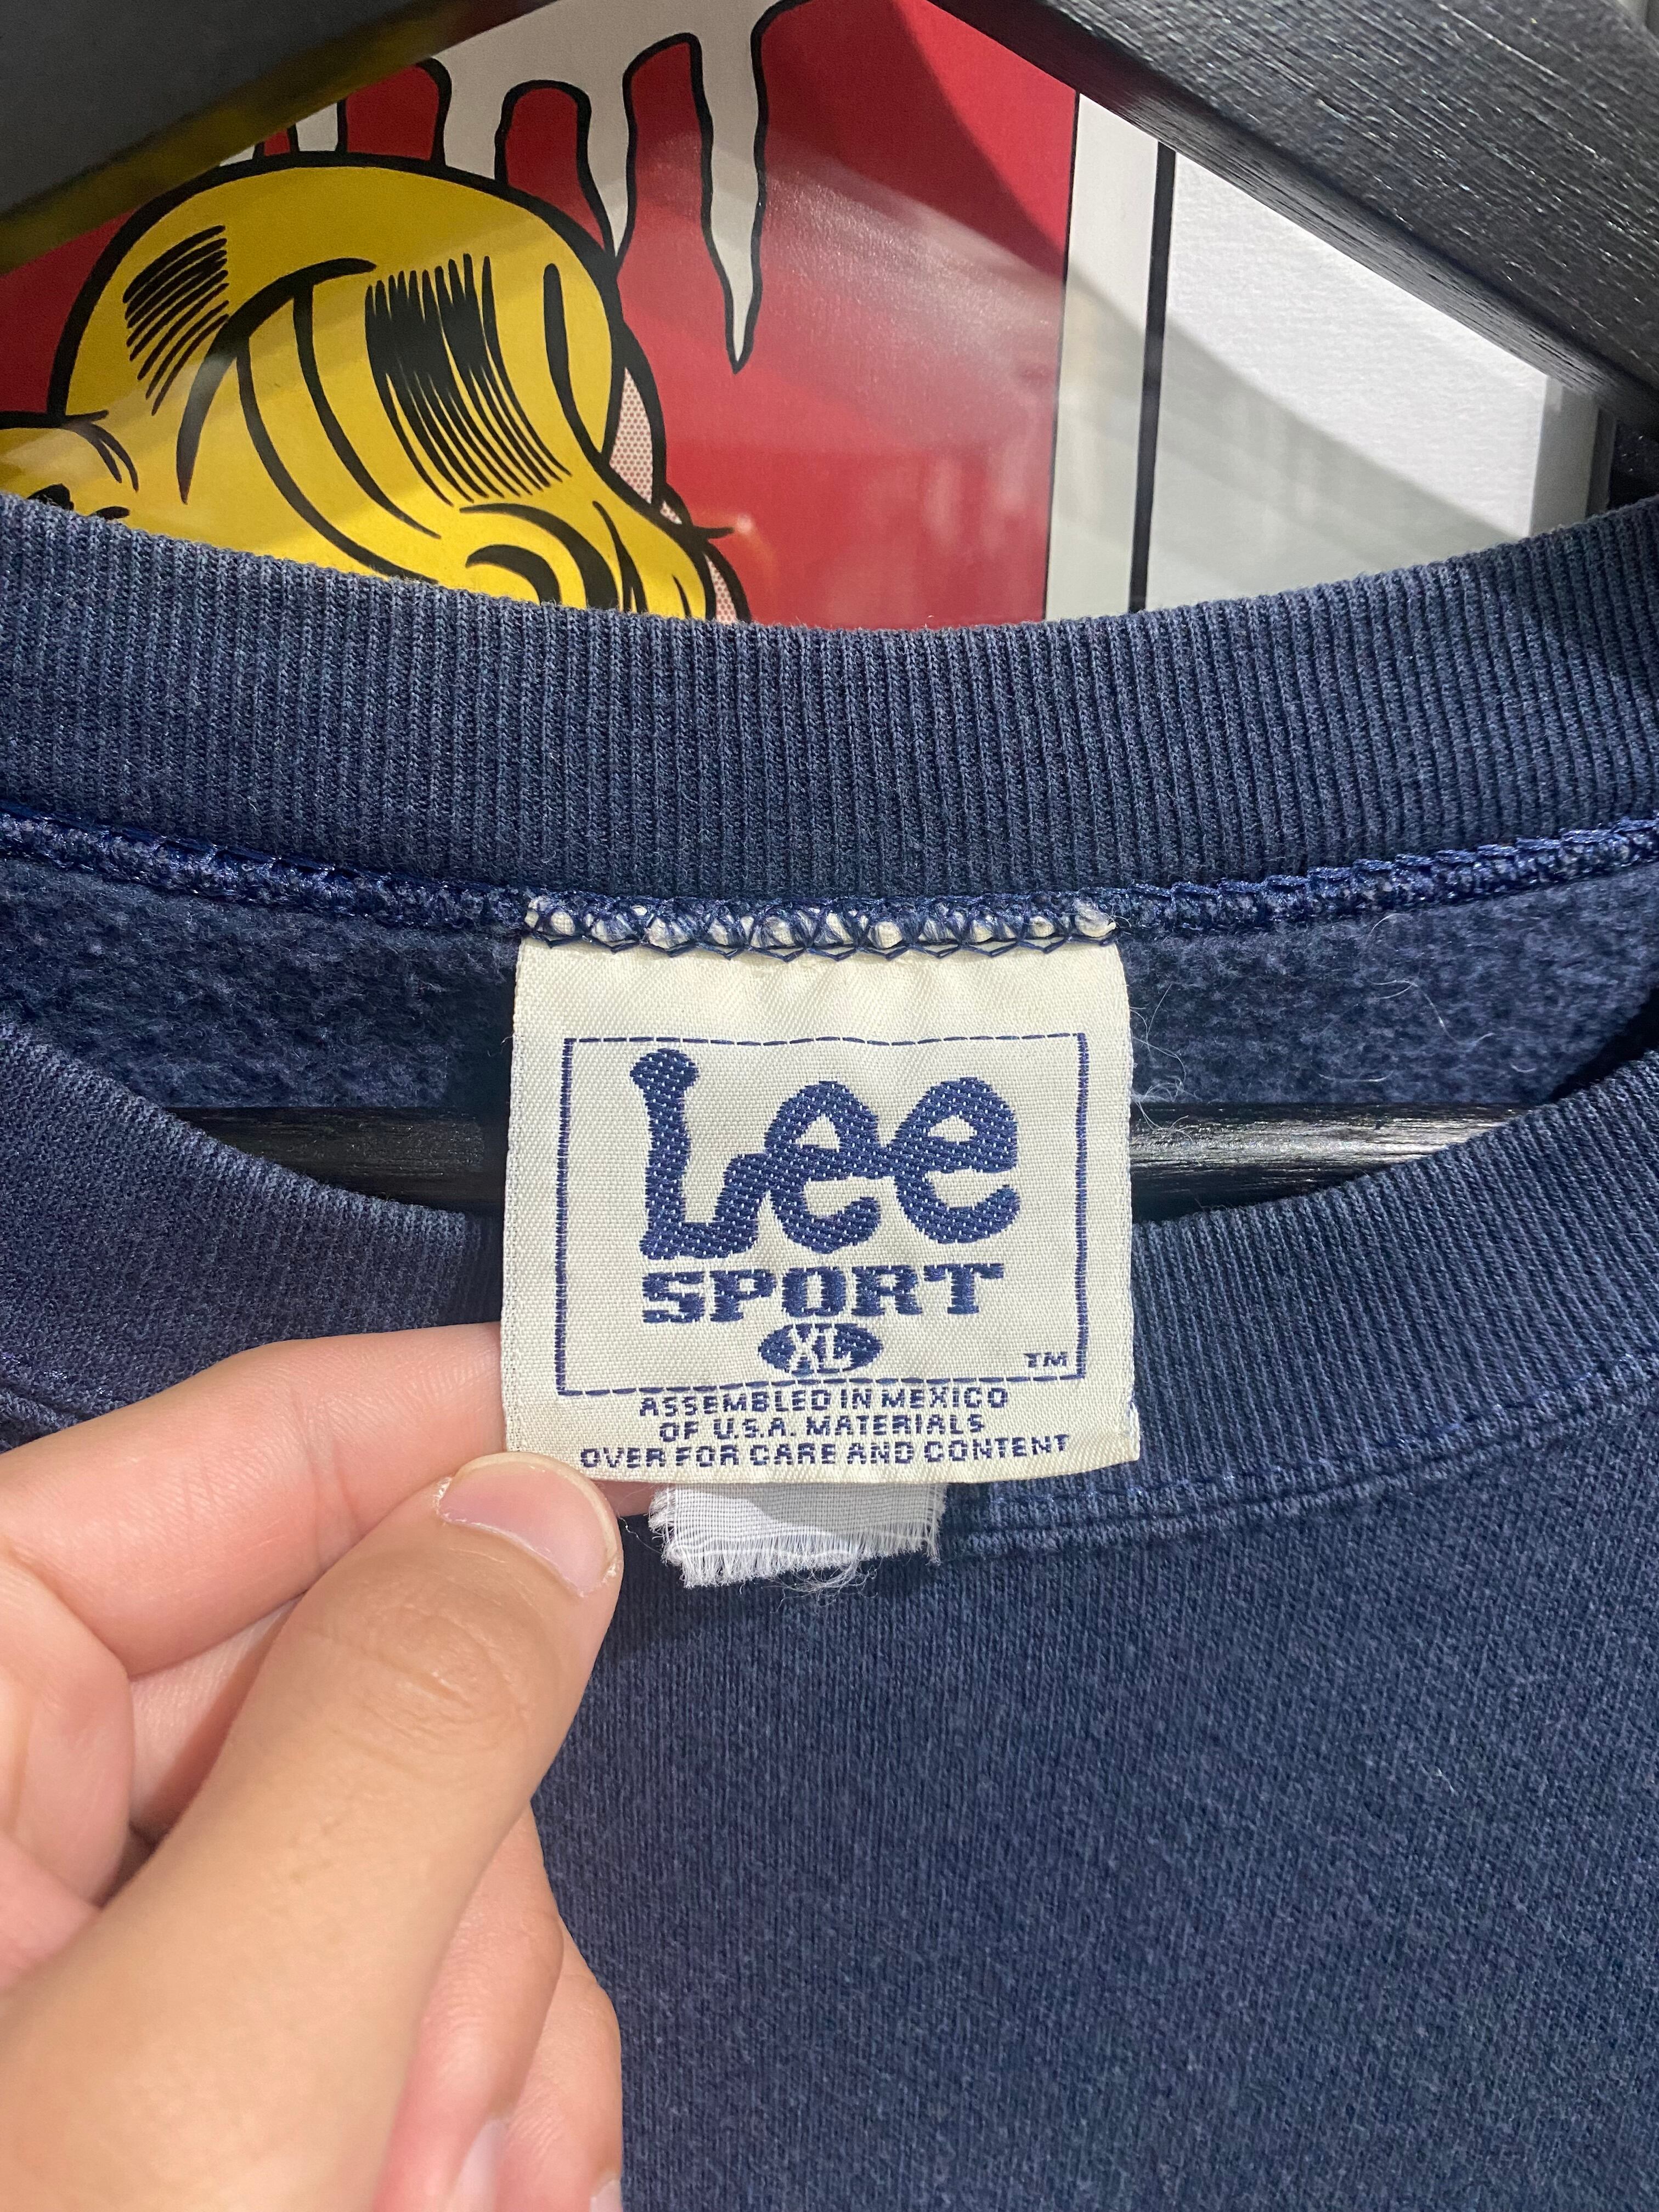 Lee
SPORT
XL
TM
ASSEMBLED IN MEXICO
OF U.S.A. MATERIALS
OVER FOR CARE AND CONTENT